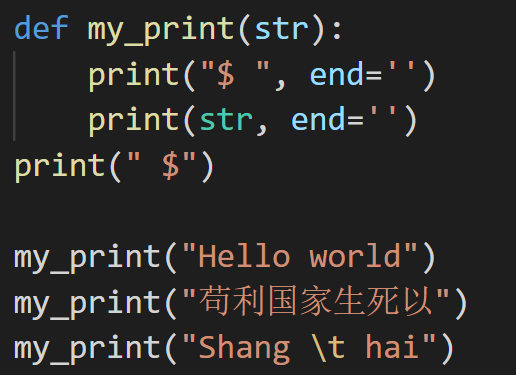 def my_print(str):
    print("$ ", end='')
    print(str, end='')
print(" $")

my_print("Hello world")
my_print("苟利国家生死以")
my_print("Shang \t hai")